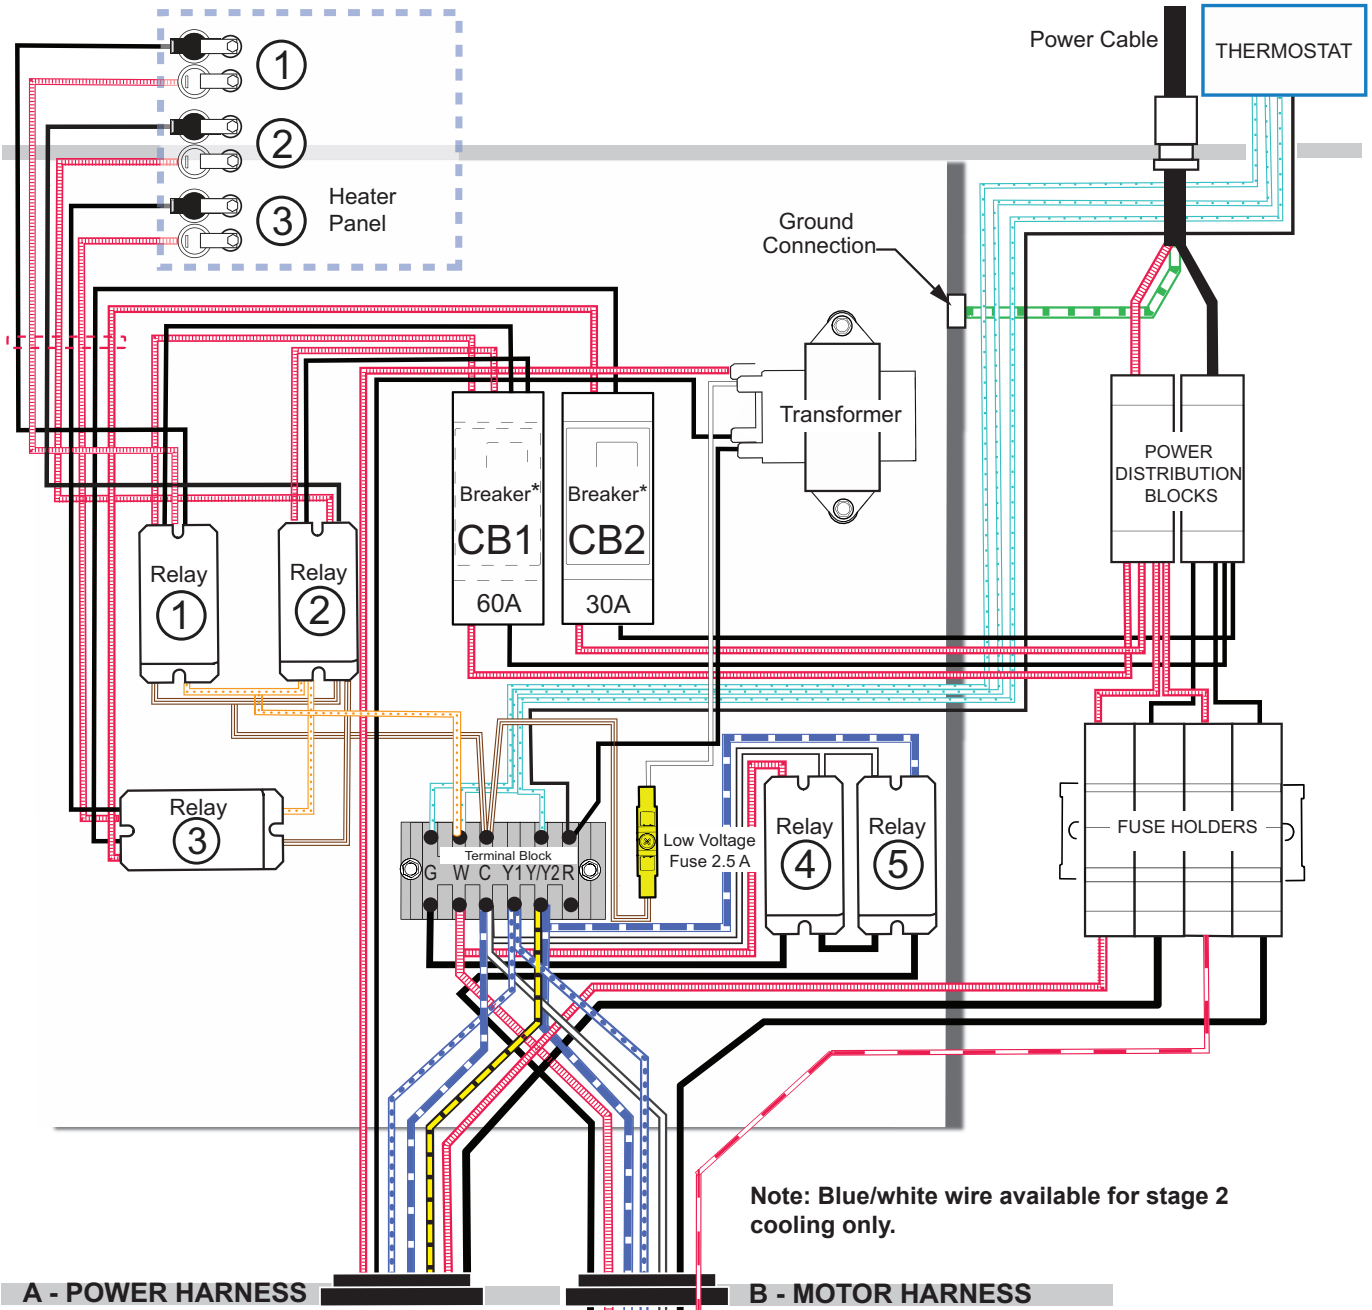 Power Cable
THERMOSTAT
1
2
3
Heater
Panel
Ground
Connection
Transformer
POWER
DISTRIBUTION
BLOCKS
Breaker*
CB1
60A
Breaker*
CB2
30A
Relay
1
Relay
2
Relay
3
Terminal Block
G W C Y1 Y/Y2 R
Low Voltage
Fuse 2.5 A
Relay
4
Relay
5
FUSE HOLDERS
Note: Blue/white wire available for stage 2
cooling only.
A - POWER HARNESS
B - MOTOR HARNESS